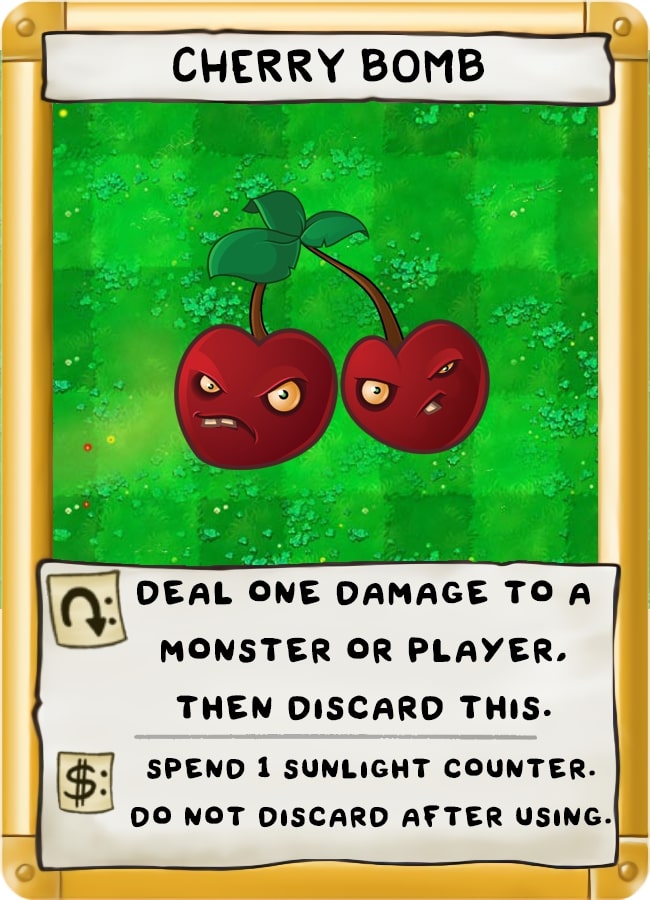 CHERRY BOMB
DEAL ONE DAMAGE TO A
MONSTER OR PLAYER.
THEN DISCARD THIS.
$: SPEND 1 SUNLIGHT COUNTER.
DO NOT DISCARD AFTER USING.